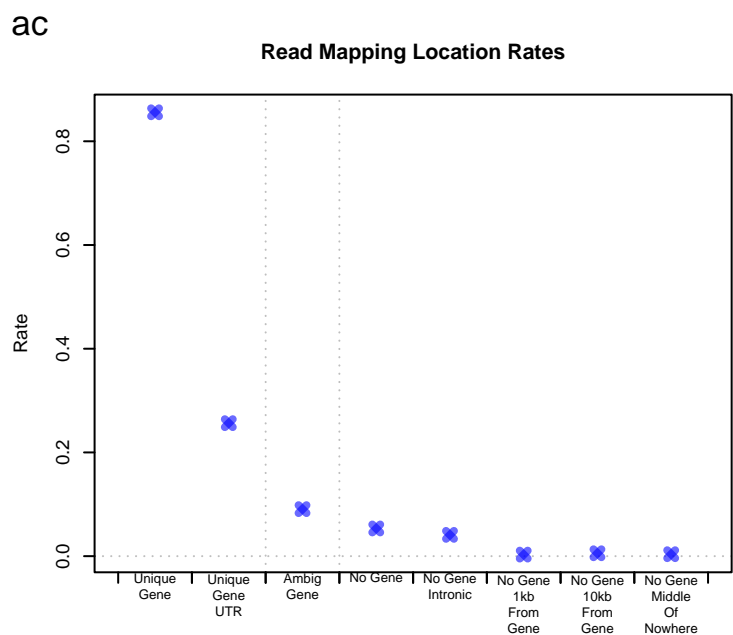 ac
Read Mapping Location Rates
Rate
0.8
0.6
0.4
0.2
0.0
Unique
Gene
Unique
Gene
UTR
Ambig
Gene
No Gene
No Gene
Intronic
No Gene
1kb
From
Gene
No Gene
10kb
From
Gene
No Gene
Middle
Of
Nowhere